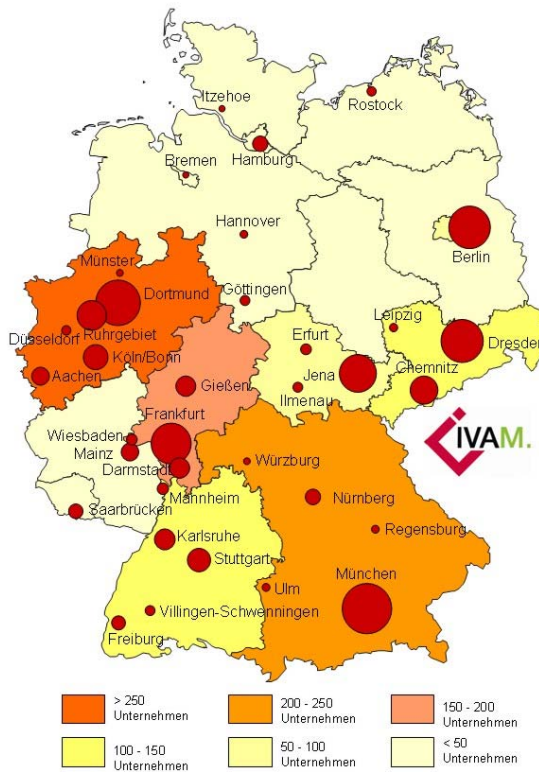 Itzehoe
Rostock
Hamburg
Bremen
Hannover
Berlin
Münster
Dortmund
Göttingen
Leipzig
Düsseldorf
Ruhrgebiet
Erfurt
Dresden
Köln/Bonn
Chemnitz
Aachen
Gießen
Jena
Ilmenau
Frankfurt
IVAM.
Wiesbaden
Mainz
Würzburg
Darmstadt
Mannheim
Nürnberg
Saarbrücken
Regensburg
Karlsruhe
Stuttgart
München
Ulm
Villingen-Schwenningen
Freiburg
> 250
Unternehmen
200 - 250
Unternehmen
150 - 200
Unternehmen
100 - 150
Unternehmen
50 - 100
Unternehmen
< 50
Unternehmen